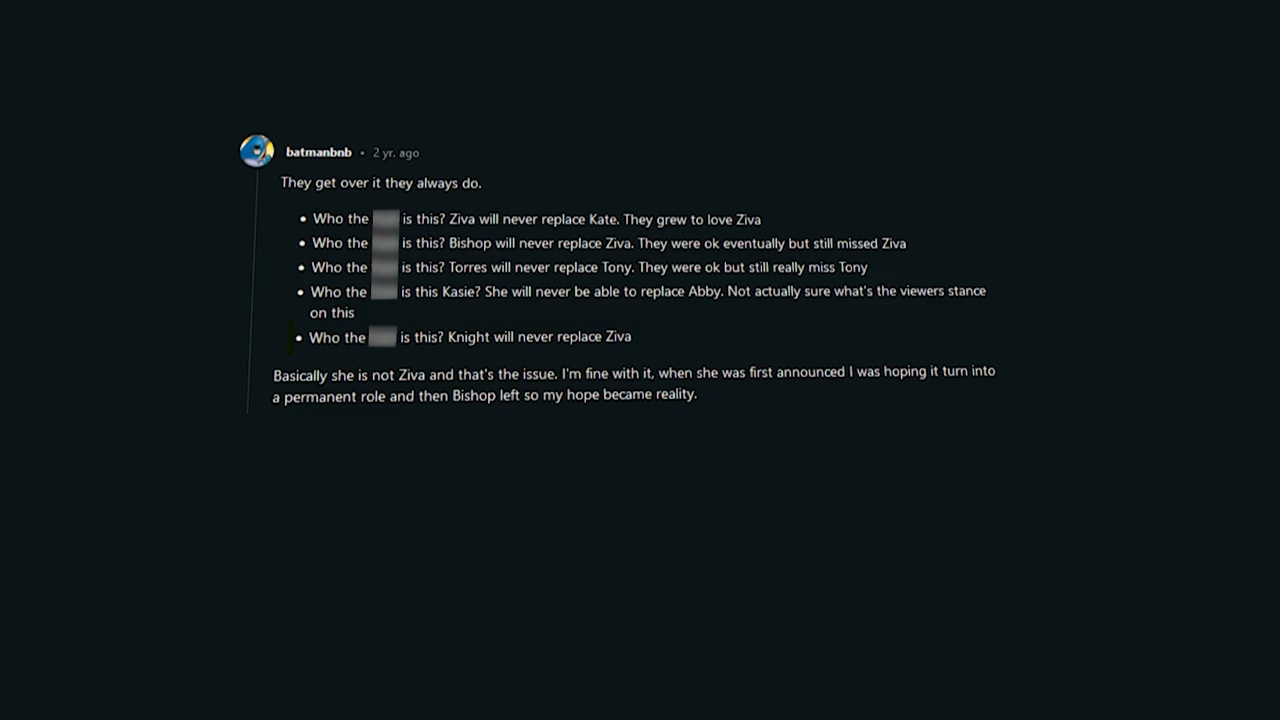 batmanbnb • 2 yr. ago
They get over it they always do.
• Who the is this? Ziva will never replace Kate. They grew to love Ziva
• Who the is this? Bishop will never replace Ziva. They were ok eventually but still missed Ziva
• Who the is this? Torres will never replace Tony. They were ok but still really miss Tony
• Who the is this Kasie? She will never be able to replace Abby. Not actually sure what's the viewers stance
on this
• Who the is this? Knight will never replace Ziva
Basically she is not Ziva and that's the issue. I'm fine with it, when she was first announced I was hoping it turn into
a permanent role and then Bishop left so my hope became reality.